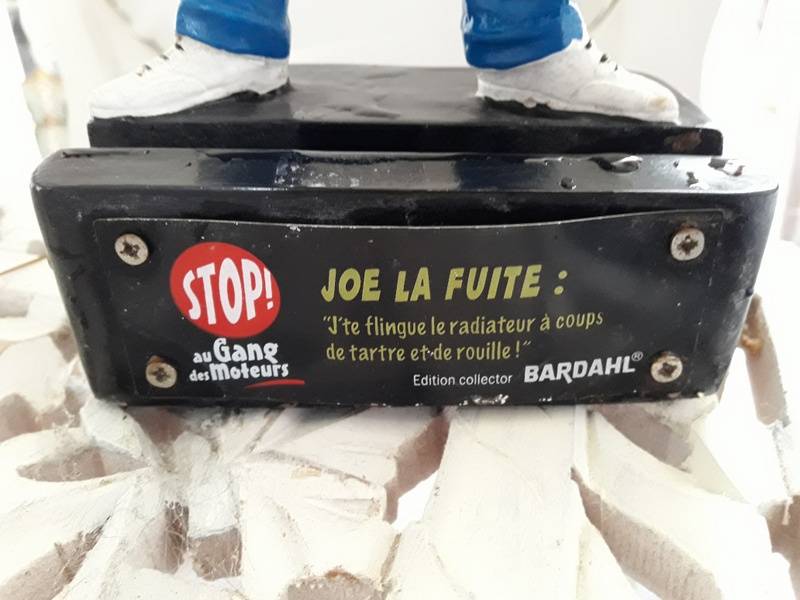 STOP!
au Gang
des Moteurs
JOE LA FUITE :
"J'te flingue le radiateur à coups
de tartre et de rouille !"
Edition collector BARDAHL®